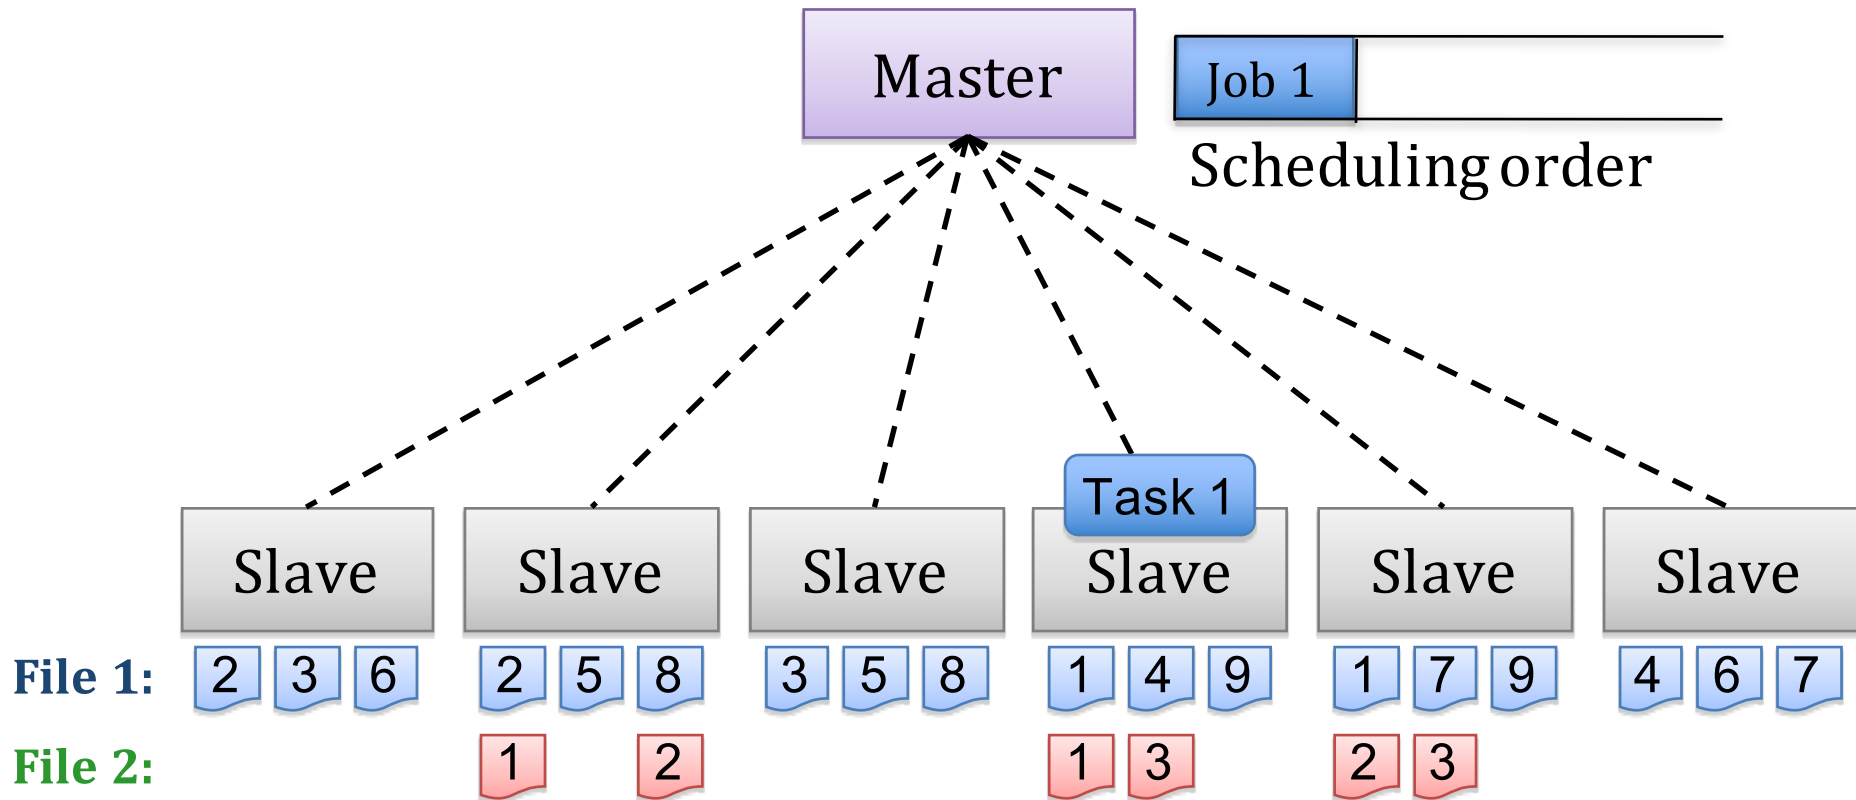 Master
Job 1
Scheduling order
Task 1
Slave Slave Slave Slave Slave Slave
File 1: 2 3 6 2 5 8 3 5 8 1 4 9 1 7 9 4 6 7
File 2: 1 2 1 3 2 3